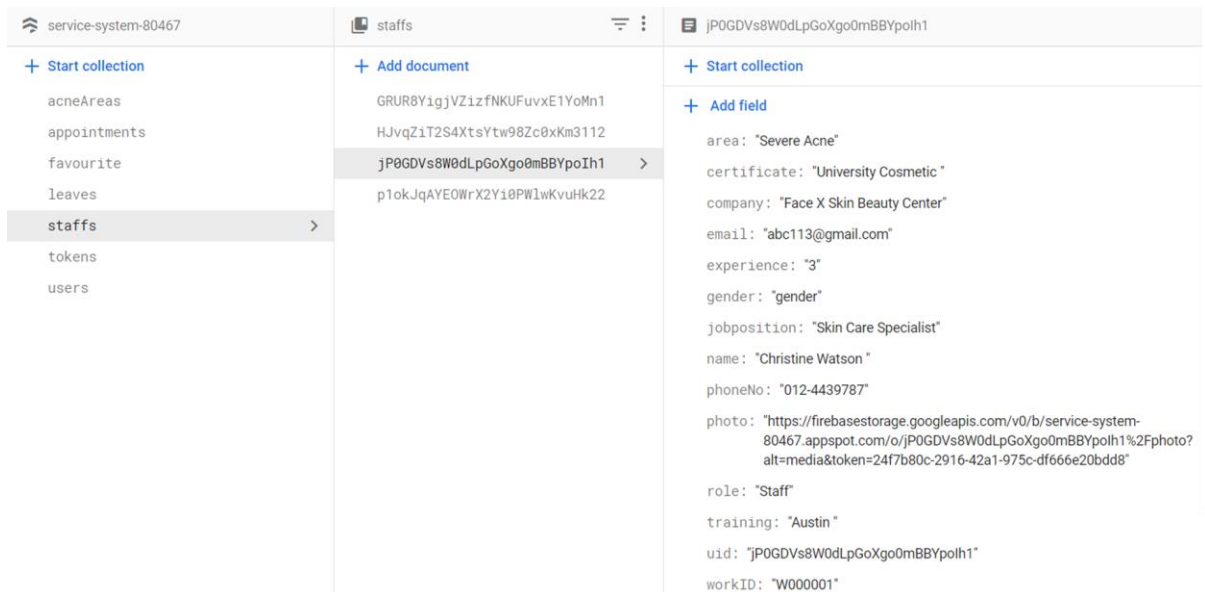 service-system-80467
Start collection
acneAreas
appointments
favourite
leaves
staffs
tokens
users
staffs
Add document
GRUR8YigjVZizfNKUFuvxE1YoMn1
HJvqZiT2S4XtsYtw98Zc0xKm3112
jP0GDVs8W0dLpGoXgo0mBBYpoIh1
p1okJqAYEOWrX2Yi0PWlwKvuHk22
jP0GDVs8W0dLpGoXgo0mBBYpoIh1
Start collection
Add field
area: "Severe Acne"
certificate: "University Cosmetic "
company: "Face X Skin Beauty Center"
email: "abc113@gmail.com"
experience: "3"
gender: "gender"
jobposition: "Skin Care Specialist"
name: "Christine Watson "
phoneNo: "012-4439787"
photo: "https://firebasestorage.googleapis.com/v0/b/service-system-
80467.appspot.com/o/jP0GDVs8W0dLpGoXgo0mBBYpoIh1%2Fphoto?
alt=media&token=24f7b80c-2916-42a1-975c-df666e20bdd8"
role: "Staff"
training: "Austin "
uid: "jP0GDVs8W0dLpGoXgo0mBBYpoIh1"
workID: "W000001"